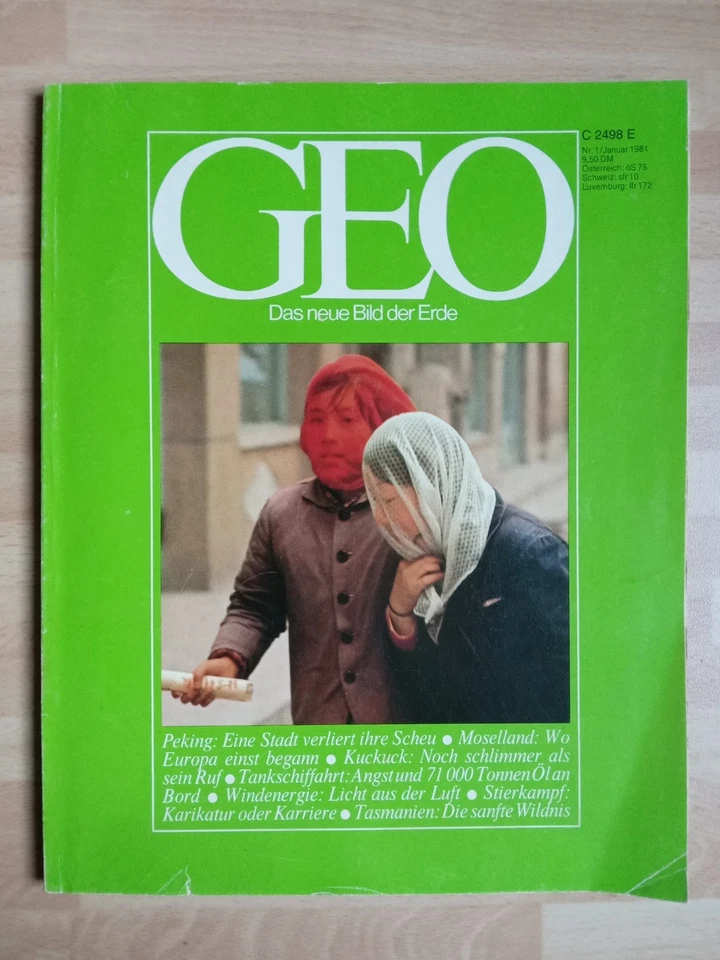 C 2498 E
Nr. 1/Januar 1981
9,50 DM
Österreich: öS 75
Schweiz: sfr 10
Luxemburg: lfr 172
GEO
Das neue Bild der Erde
Peking: Eine Stadt verliert ihre Scheu ● Moselland: Wo
Europa einst begann ● Kuckuck: Noch schlimmer als
sein Ruf ● Tankschiffahrt: Angst und 71 000 Tonnen Öl an
Bord ● Windenergie: Licht aus der Luft ● Stierkampf:
Karikatur oder Karriere ● Tasmanien: Die sanfte Wildnis